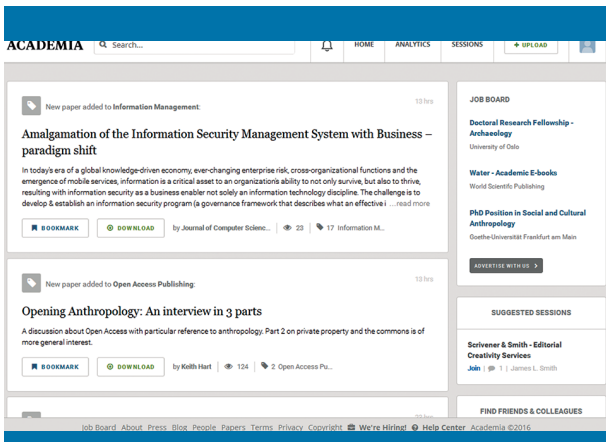 ACADEMIA Search... HOME ANALYTICS SESSIONS + UPLOAD
New paper added to Information Management: 13 hrs
Amalgamation of the Information Security Management System with Business –
paradigm shift
In today's era of a global knowledge-driven economy, ever-changing enterprise risk, cross-organizational functions and the
emergence of mobile services, information is a critical asset to an organization's ability to not only survive, but also to thrive,
resulting with information security as a business enabler not solely an information technology discipline. The challenge is to
develop & establish an information security program (a governance framework that describes what an effective i ...read more
BOOKMARK DOWNLOAD by Journal of Computer Scienc... 23 17 Information M...
New paper added to Open Access Publishing: 13 hrs
Opening Anthropology: An interview in 3 parts
A discussion about Open Access with particular reference to anthropology. Part 2 on private property and the commons is of
more general interest.
BOOKMARK DOWNLOAD by Keith Hart 124 2 Open Access Pu...
JOB BOARD
Doctoral Research Fellowship -
Archaeology
University of Oslo
Water - Academic E-books
World Scientifc Publishing
PhD Position in Social and Cultural
Anthropology
Goethe-Universität Frankfurt am Main
ADVERTISE WITH US >
SUGGESTED SESSIONS
Scrivener & Smith - Editorial
Creativity Services
Join 1 James L. Smith
FIND FRIENDS & COLLEAGUES
Job Board About Press Blog People Papers Terms Privacy Copyright We're Hiring! Help Center Academia ©2016